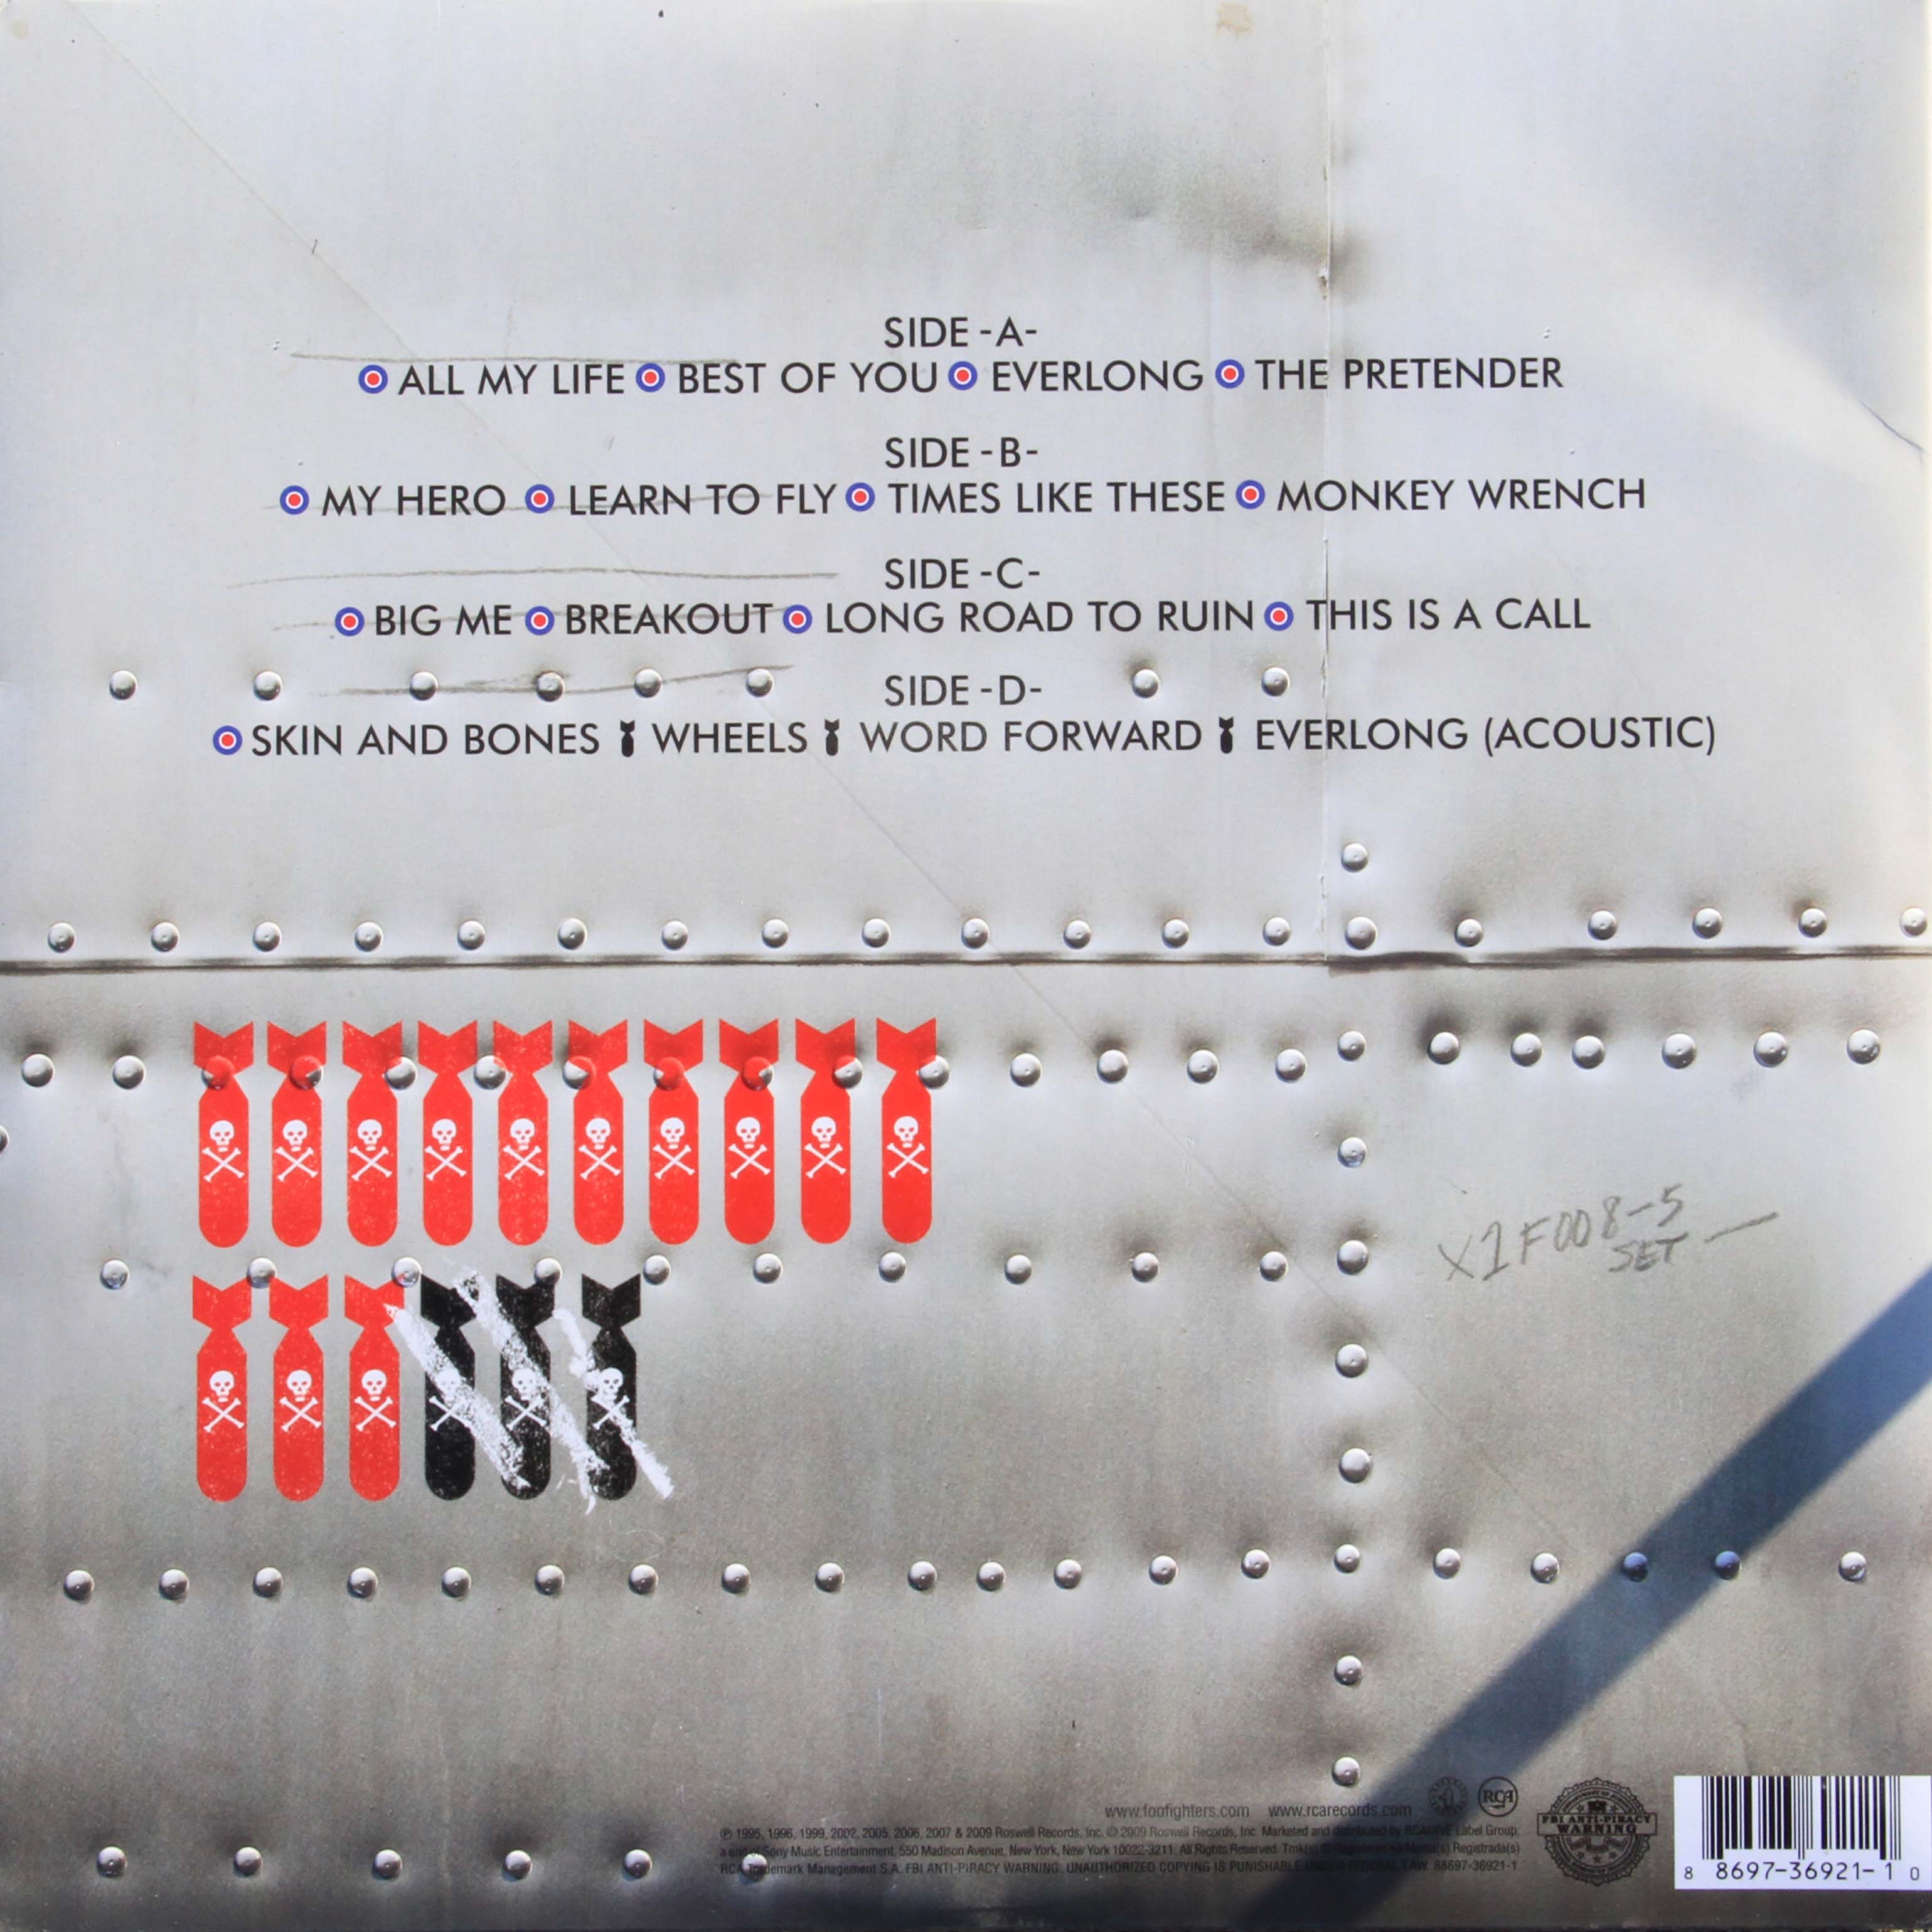 SIDE -A-
ALL MY LIFE BEST OF YOU EVERLONG THE PRETENDER
SIDE -B-
MY HERO LEARN TO FLY TIMES LIKE THESE MONKEY WRENCH
SIDE -C-
BIG ME BREAKOUT LONG ROAD TO RUIN THIS IS A CALL
SIDE -D-
SKIN AND BONES WHEELS WORD FORWARD EVERLONG (ACOUSTIC)
X1F008-5
SET
www.foofighters.com www.rcarecords.com
RCA
℗ 1995, 1996, 1999, 2002, 2005, 2006, 2007 & 2009 Roswell Records, Inc. © 2009 Roswell Records, Inc. Marketed and distributed by RCA/JIVE Label Group,
a unit of Sony Music Entertainment, 550 Madison Avenue, New York, New York 10022-3211. All Rights Reserved. Trmk(s) Registrada(s)
RCA Trademark Management S.A. FBI ANTI-PIRACY WARNING: UNAUTHORIZED COPYING IS PUNISHABLE UNDER FEDERAL LAW. 88697-36921-1
FBI ANTI-PIRACY
WARNING
8 8697-36921-1 0